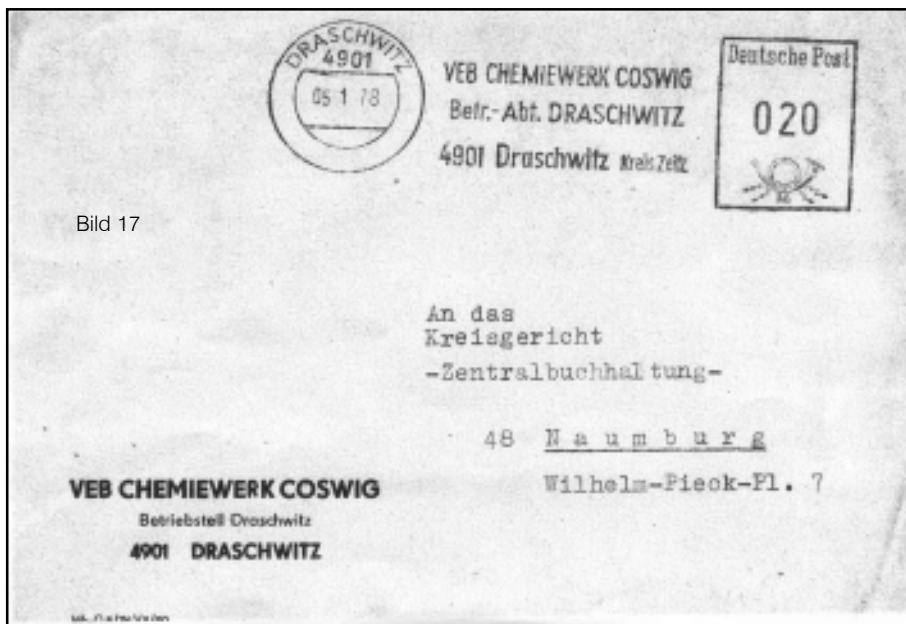 DRASCHWITZ
4901
05 1 78
VEB CHEMIEWERK COSWIG
Betr.-Abt. DRASCHWITZ
4901 Draschwitz Kreis Zeitz
Deutsche Post
020
Bild 17
An das
Kreisgericht
-Zentralbuchhaltung-
48 Naumburg
Wilhelm-Pieck-Pl. 7
VEB CHEMIEWERK COSWIG
Betriebsteil Draschwitz
4901 DRASCHWITZ